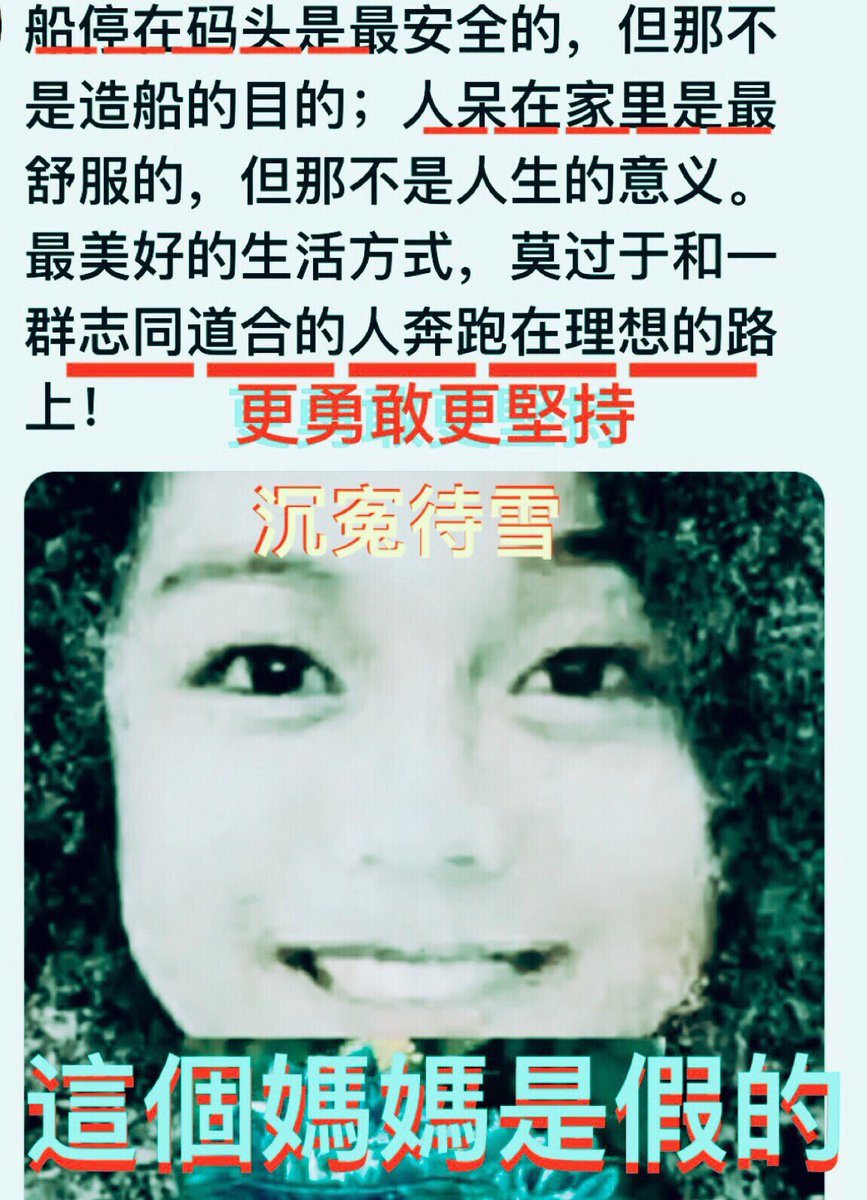 船停在码头是最安全的，但那不
是造船的目的；人呆在家里是最
舒服的，但那不是人生的意义。
最美好的生活方式，莫过于和一
群志同道合的人奔跑在理想的路
上！
更勇敢更堅持
沉寃待雪
這個媽媽是假的